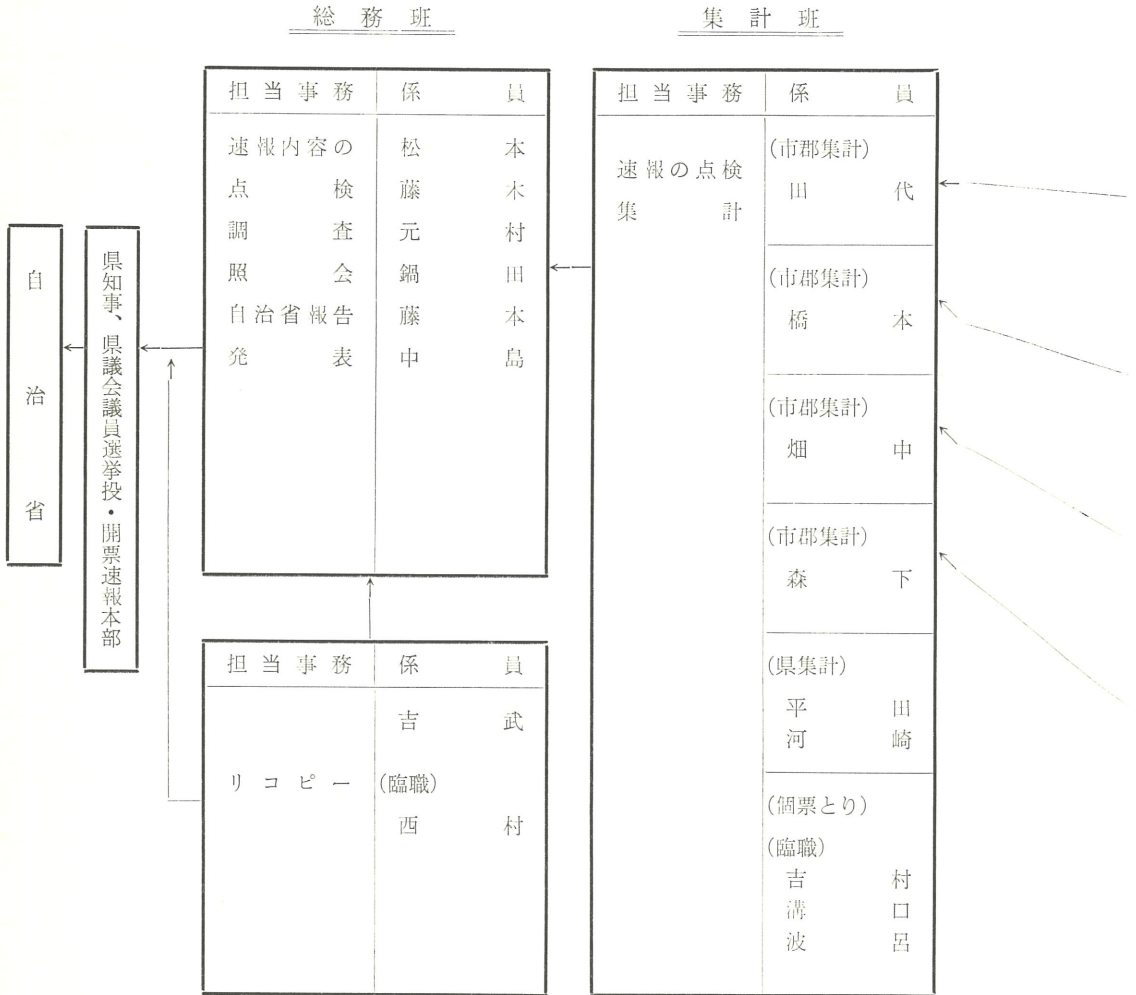 総務班
集計班
担当事務 係員
速報内容の 松本
点検 藤木
調査 元村
照会 鍋田
自治省報告 藤本
発表 中島
担当事務 係員
吉武
リコピー (臨職)
西村
担当事務 係員
速報の点検
集計
(市郡集計)
田代
(市郡集計)
橋本
(市郡集計)
畑中
(市郡集計)
森下
(県集計)
平田
河崎
(個票とり)
(臨職)
吉村
溝口
波呂
県知事、県議会議員選挙投・開票速報本部
自治省